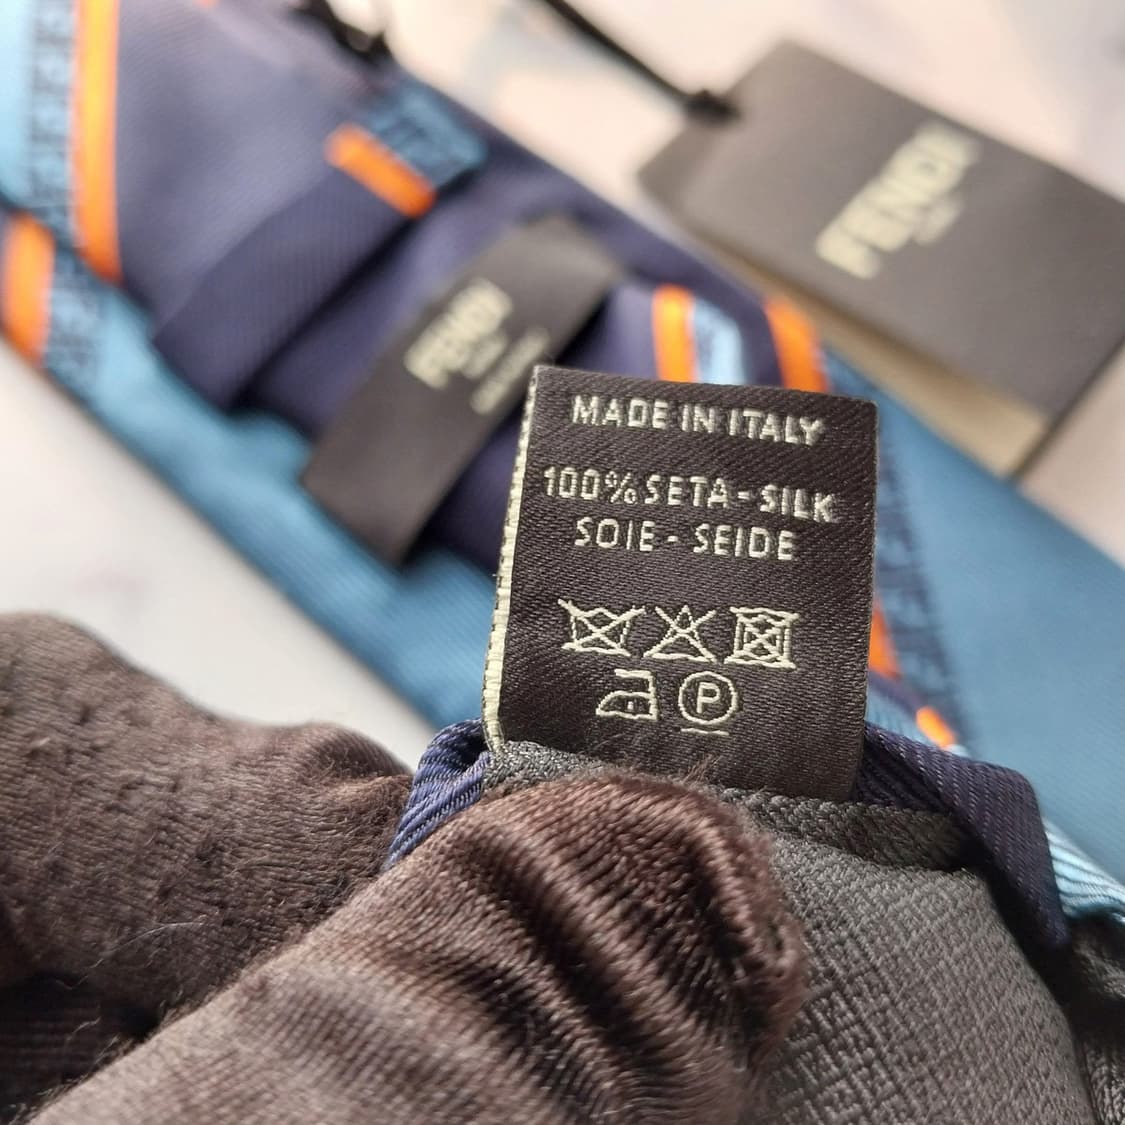 FENDI
FENDI
MADE IN ITALY
100% SETA - SILK
SOIE - SEIDE
P